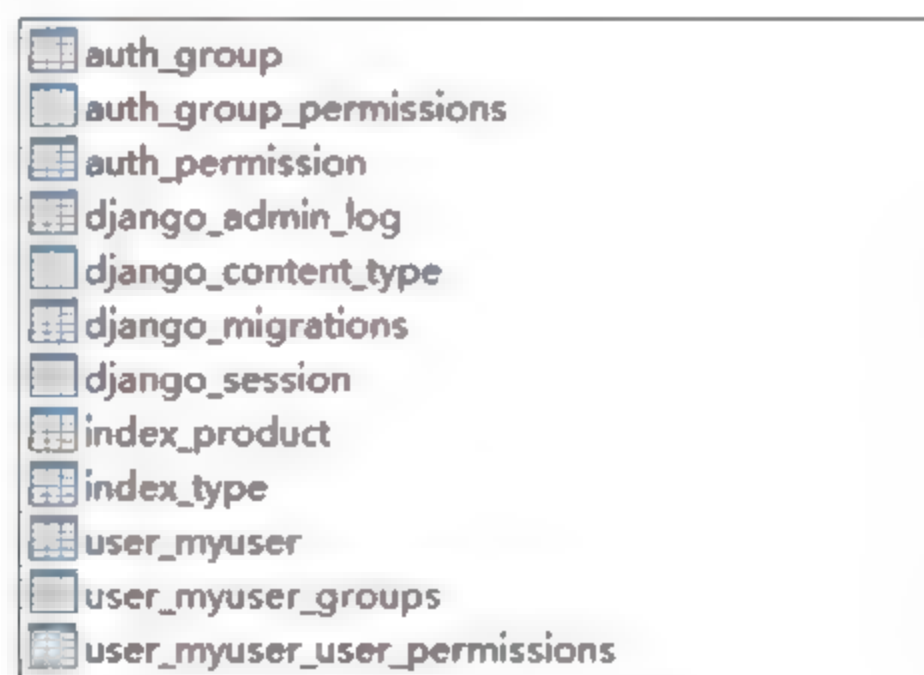 auth_group
auth_group_permissions
auth_permission
django_admin_log
django_content_type
django_migrations
django_session
index_product
index_type
user_myuser
user_myuser_groups
user_myuser_user_permissions